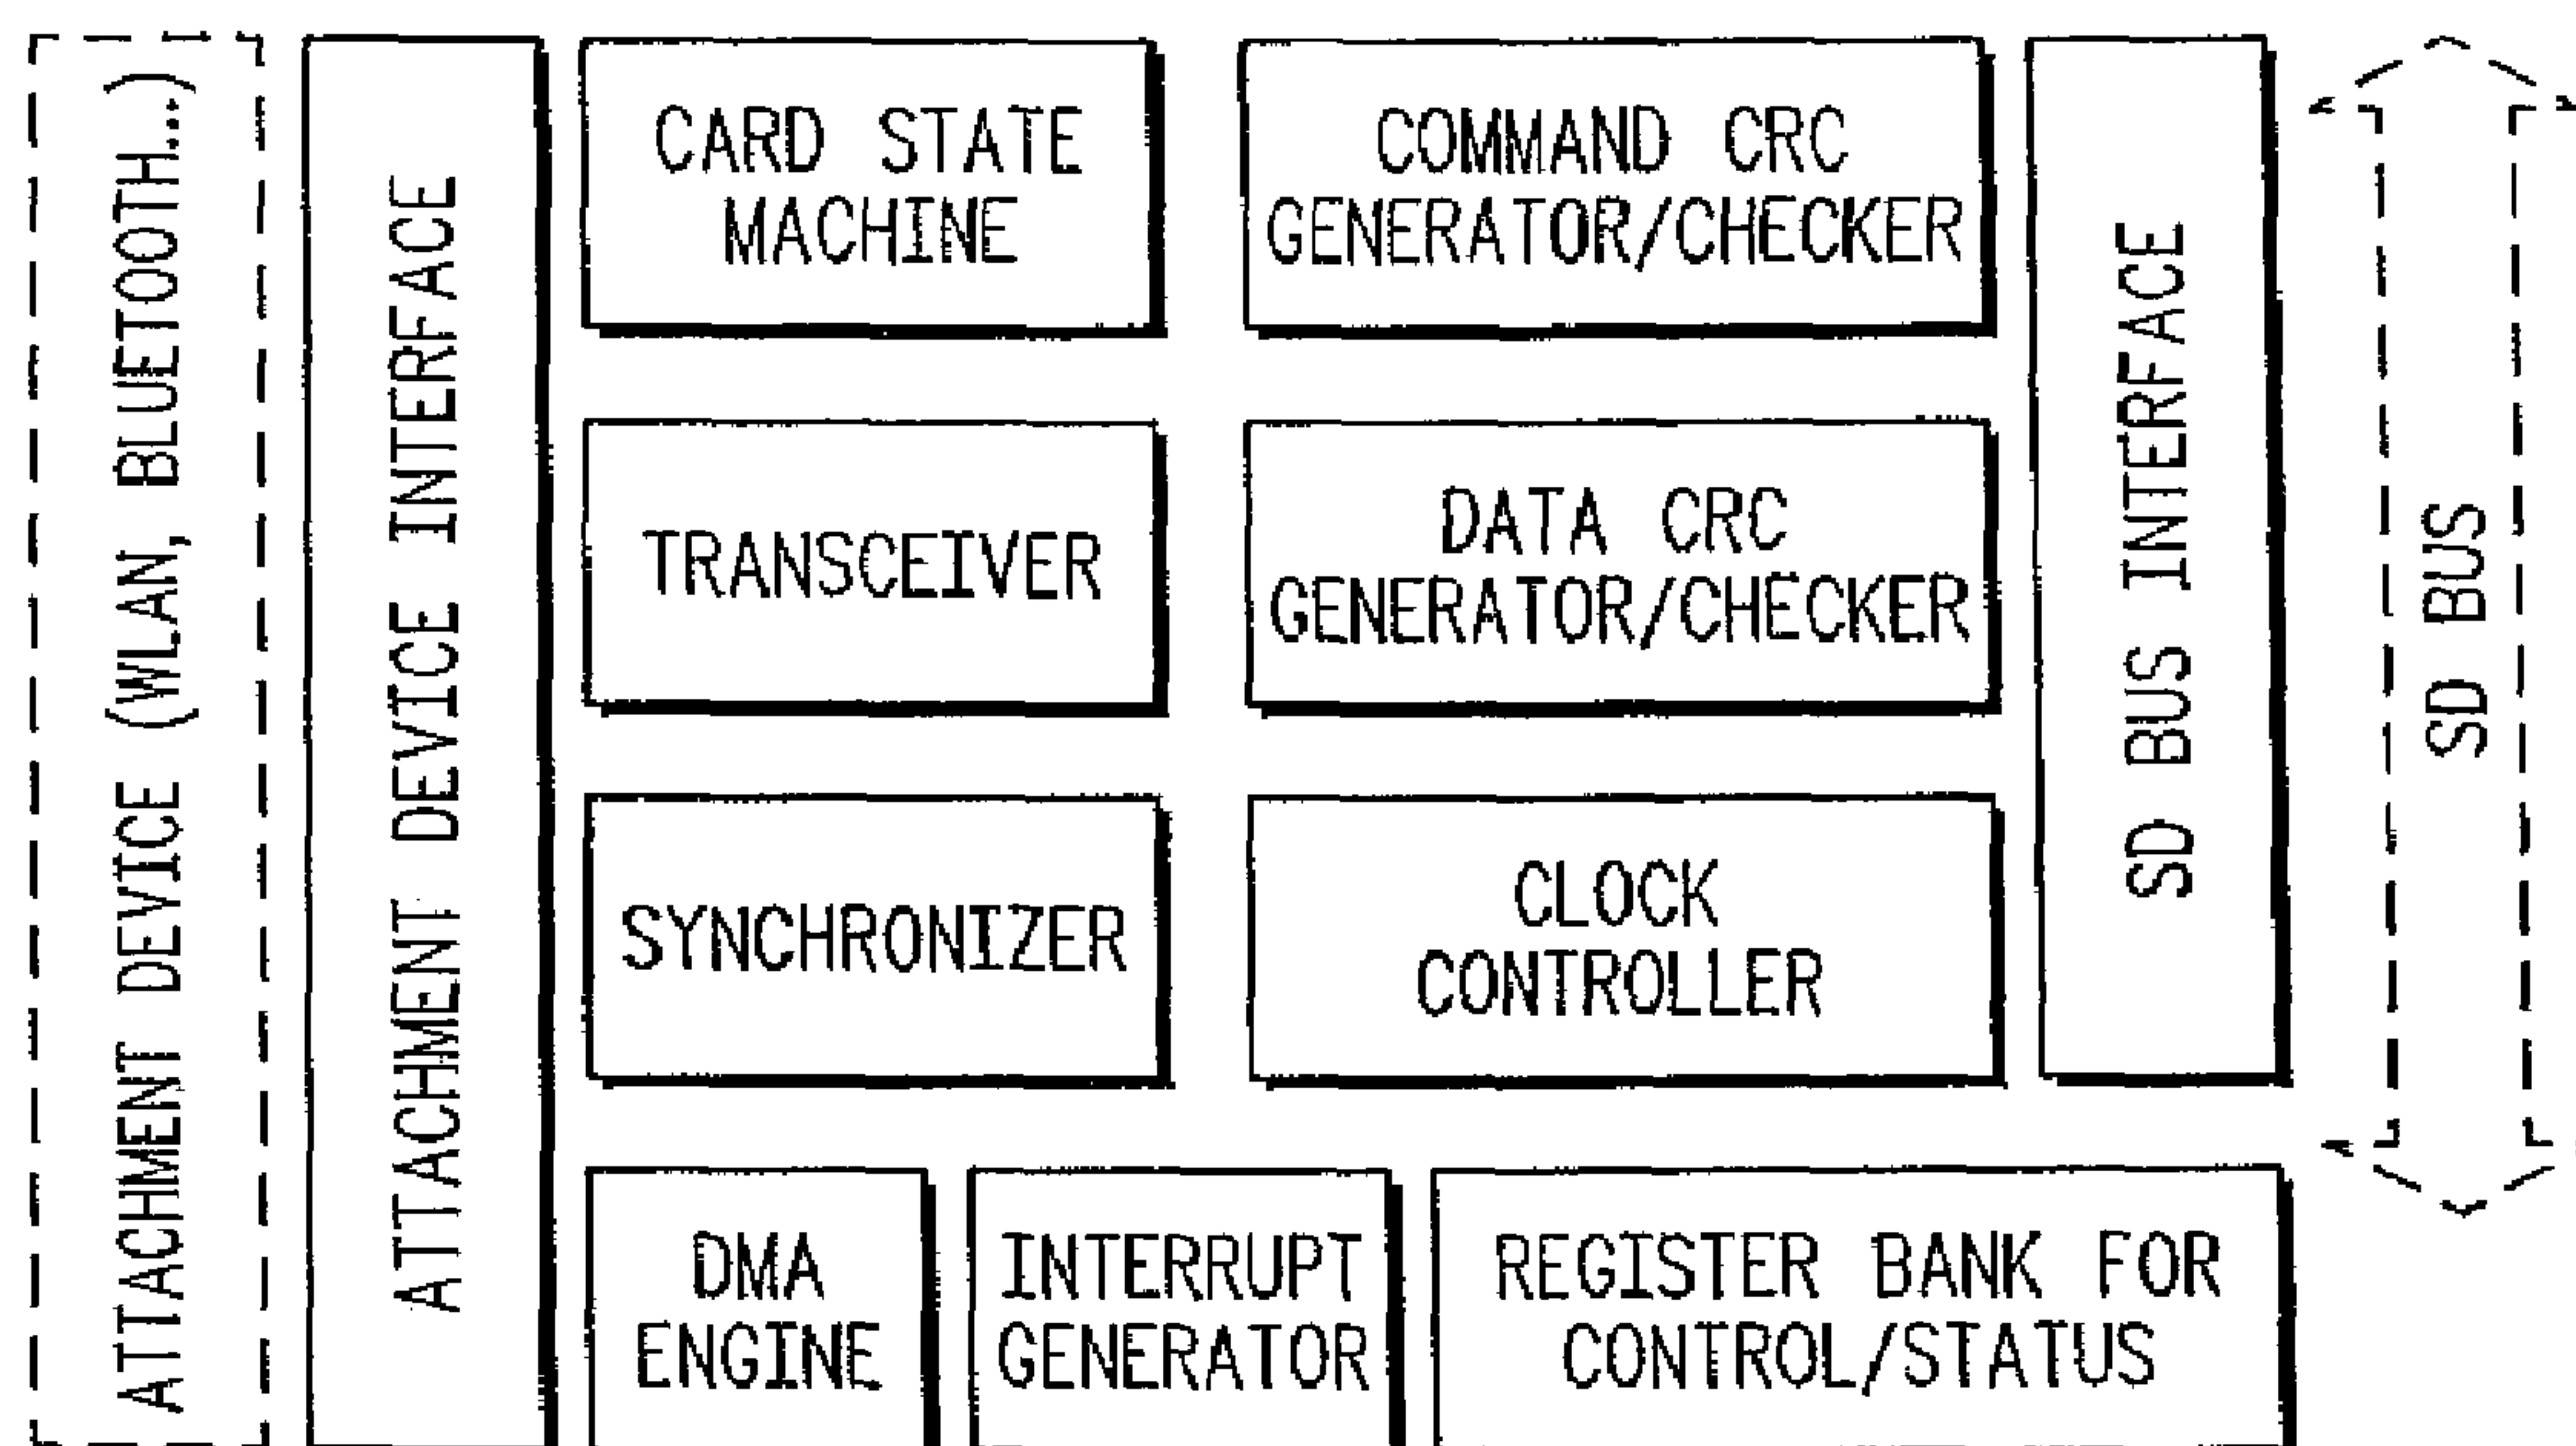 ATTACHMENT DEVICE (WLAN, BLUETOOTH...)
ATTACHMENT DEVICE INTERFACE
CARD STATE
MACHINE
COMMAND CRC
GENERATOR/CHECKER
TRANSCEIVER
DATA CRC
GENERATOR/CHECKER
SYNCHRONIZER
CLOCK
CONTROLLER
DMA
ENGINE
INTERRUPT
GENERATOR
REGISTER BANK FOR
CONTROL/STATUS
SD BUS INTERFACE
SD BUS